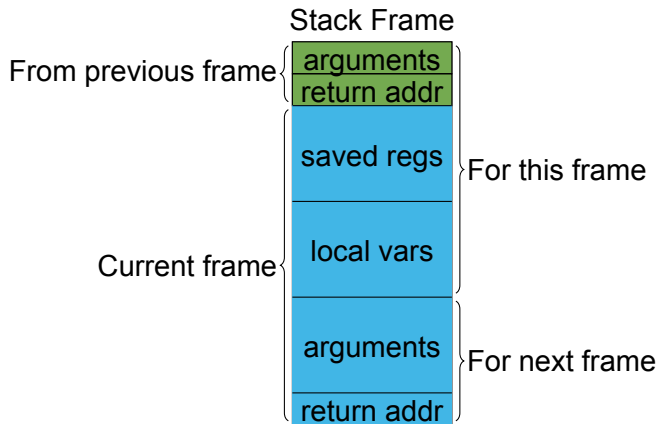 Stack Frame
From previous frame
arguments
return addr
saved regs
For this frame
local vars
Current frame
arguments
For next frame
return addr